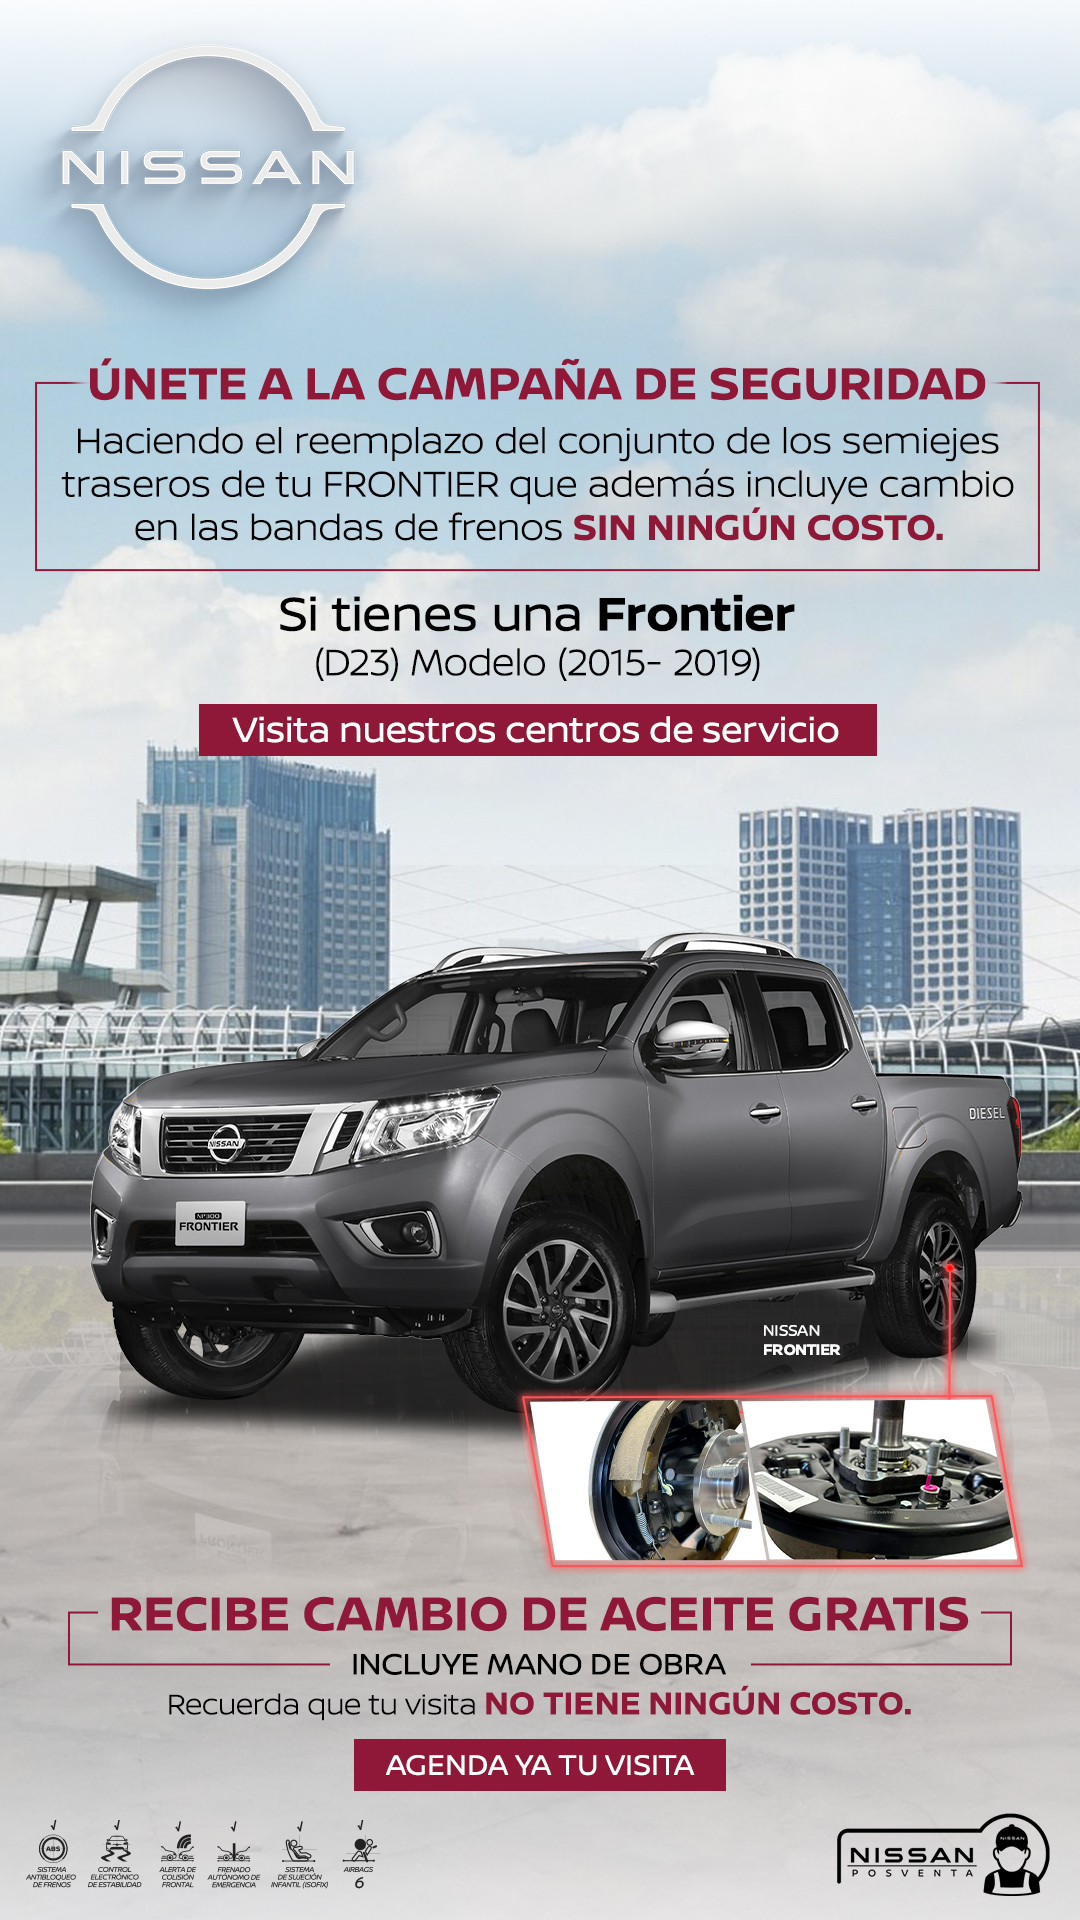 NISSAN
ÚNETE A LA CAMPAÑA DE SEGURIDAD
Haciendo el reemplazo del conjunto de los semiejes
traseros de tu FRONTIER que además incluye cambio
en las bandas de frenos SIN NINGÚN COSTO.
Si tienes una Frontier
(D23) Modelo (2015- 2019)
Visita nuestros centros de servicio
DIESEL
NISSAN
NP300
FRONTIER
NISSAN
FRONTIER
RECIBE CAMBIO DE ACEITE GRATIS
INCLUYE MANO DE OBRA
Recuerda que tu visita NO TIENE NINGÚN COSTO.
AGENDA YA TU VISITA
ABS
SISTEMA
ANTIBLOQUEO
DE FRENOS
CONTROL
ELECTRÓNICO
DE ESTABILIDAD
ALERTA DE
COLISIÓN
FRONTAL
FRENADO
AUTÓNOMO DE
EMERGENCIA
SISTEMA
DE SUJECIÓN
INFANTIL (ISOFIX)
AIRBAGS
6
NISSAN
POSVENTA
NISSAN